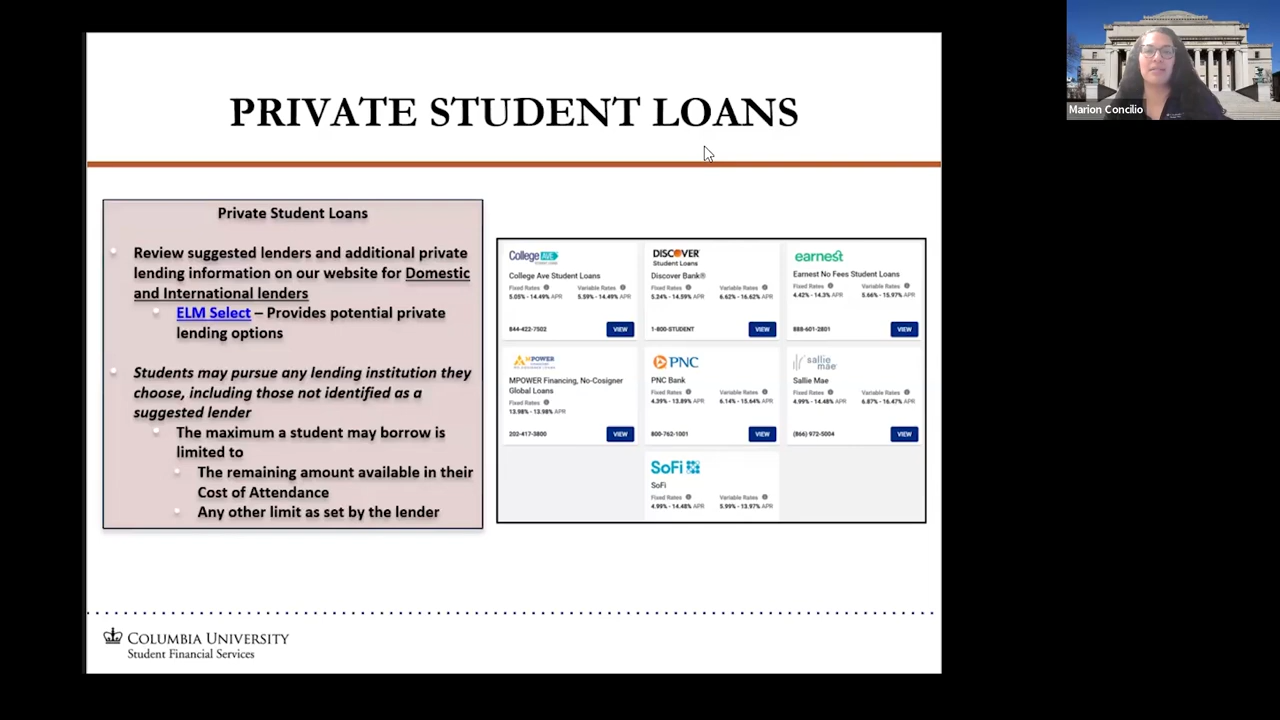 PRIVATE STUDENT LOANS
Marion Concilio
Private Student Loans
Review suggested lenders and additional private
lending information on our website for Domestic
and International lenders
ELM Select – Provides potential private
lending options
Students may pursue any lending institution they
choose, including those not identified as a
suggested lender
The maximum a student may borrow is
limited to
The remaining amount available in their
Cost of Attendance
Any other limit as set by the lender
College AVE
College Ave Student Loans
Fixed Rates Variable Rates
5.05% - 14.49% APR 5.59% - 14.49% APR
844-422-7502 VIEW
DISCOVER
Student Loans
Discover Bank®
Fixed Rates Variable Rates
5.24% - 14.59% APR 6.62% - 16.62% APR
1-800-STUDENT VIEW
earnest
Earnest No Fees Student Loans
Fixed Rates Variable Rates
4.42% - 14.3% APR 5.66% - 15.97% APR
888-601-2801 VIEW
MPOWER
MPOWER Financing, No-Cosigner
Global Loans
Fixed Rates
13.98% - 13.98% APR
202-417-3800 VIEW
PNC
PNC Bank
Fixed Rates Variable Rates
4.39% - 13.89% APR 6.14% - 15.64% APR
800-762-1001 VIEW
sallie
mae
Sallie Mae
Fixed Rates Variable Rates
4.99% - 14.48% APR 6.87% - 16.47% APR
(866) 972-5004 VIEW
SoFi
SoFi
Fixed Rates Variable Rates
4.99% - 14.48% APR 5.99% - 13.97% APR
COLUMBIA UNIVERSITY
Student Financial Services